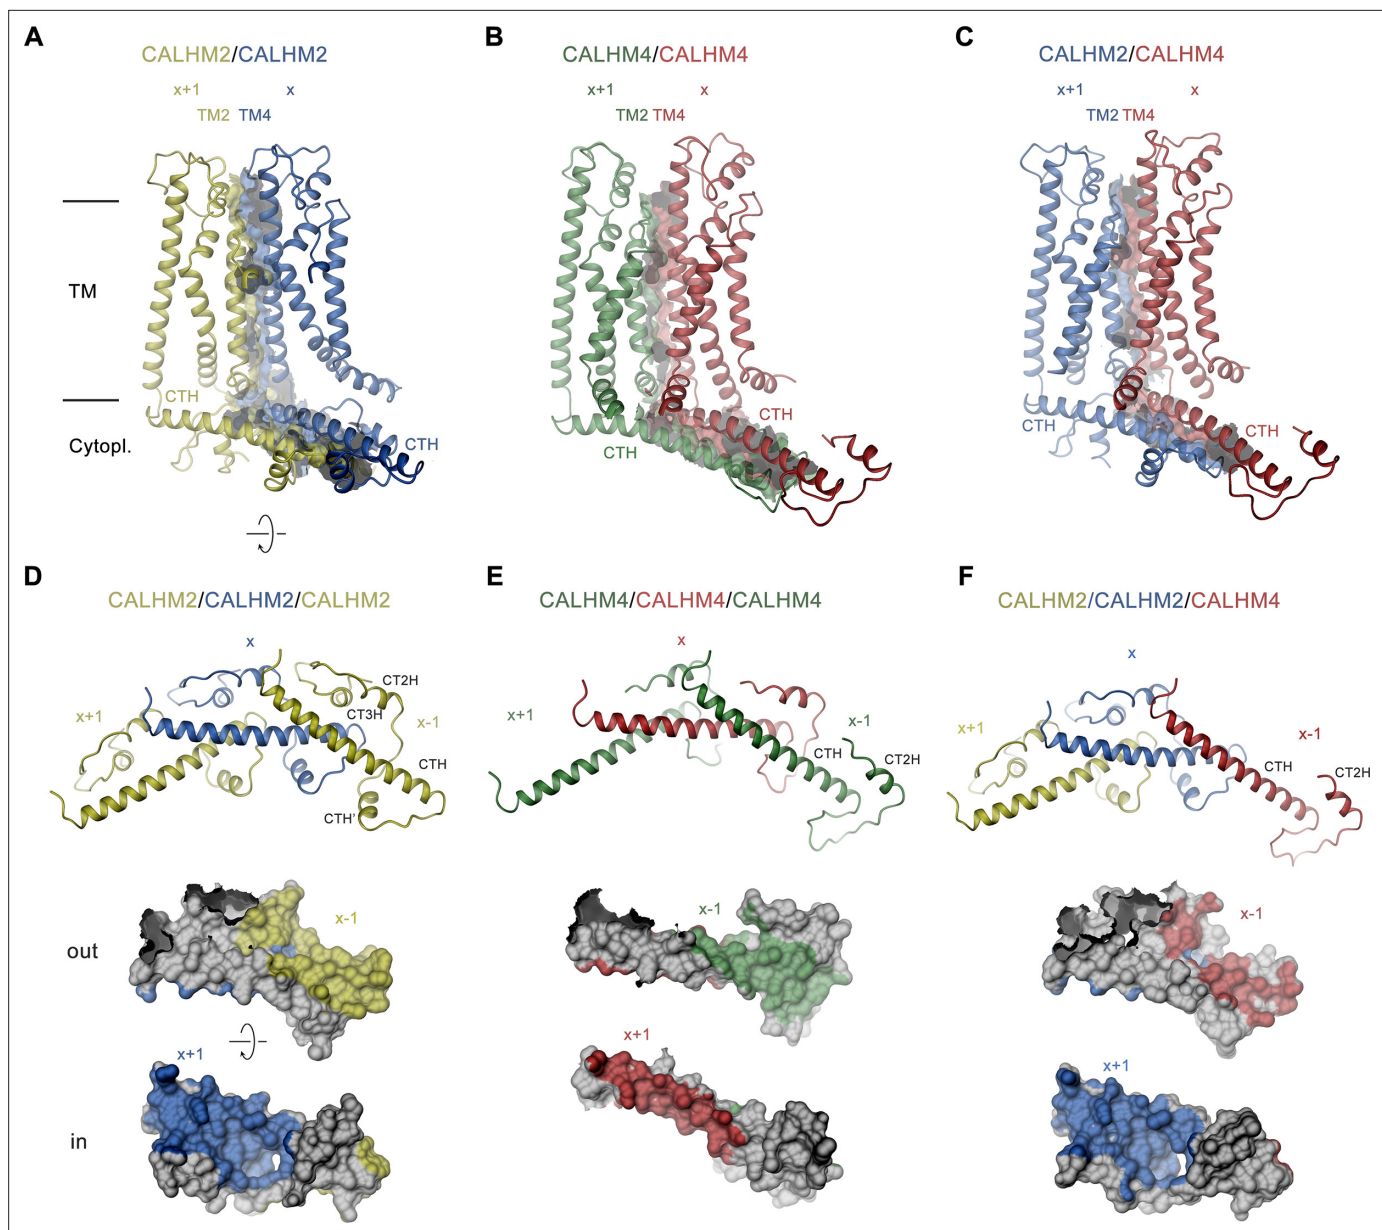 A
B
C
CALHM2/CALHM2
CALHM4/CALHM4
CALHM2/CALHM4
x+1 x
x+1 x
x+1 x
TM2 TM4
TM2 TM4
TM2 TM4
TM
CTH
Cytopl.
CTH
CTH
CTH
CTH
CTH
D
E
F
CALHM2/CALHM2/CALHM2
CALHM4/CALHM4/CALHM4
CALHM2/CALHM2/CALHM4
x
CT2H
x+1
CT3H
x-1
CTH
CTH'
x
x+1
x-1
CTH
CT2H
x
x+1
x-1
CTH
CT2H
out
x-1
x-1
x-1
in
x+1
x+1
x+1